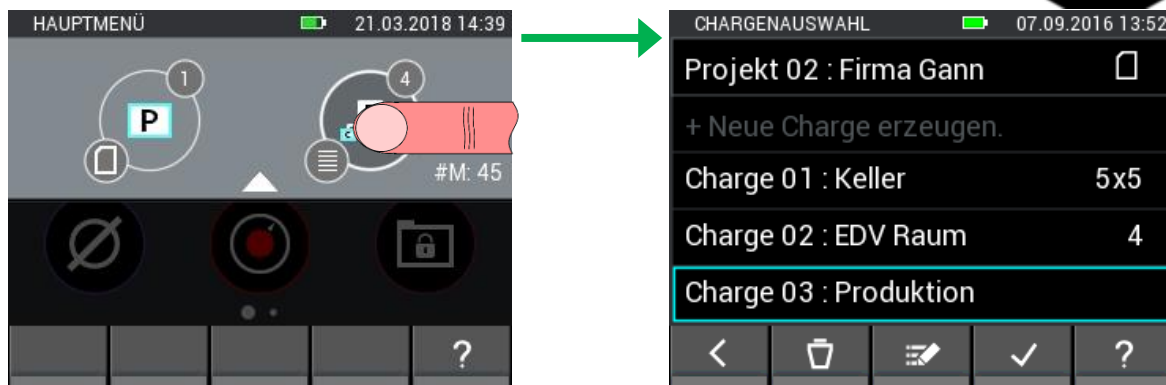 HAUPTMENÜ 21.03.2018 14:39
1
4
P
c
#M: 45
?
CHARGENAUSWAHL 07.09.2016 13:52
Projekt 02 : Firma Gann
+ Neue Charge erzeugen.
Charge 01 : Keller 5x5
Charge 02 : EDV Raum 4
Charge 03 : Produktion
?